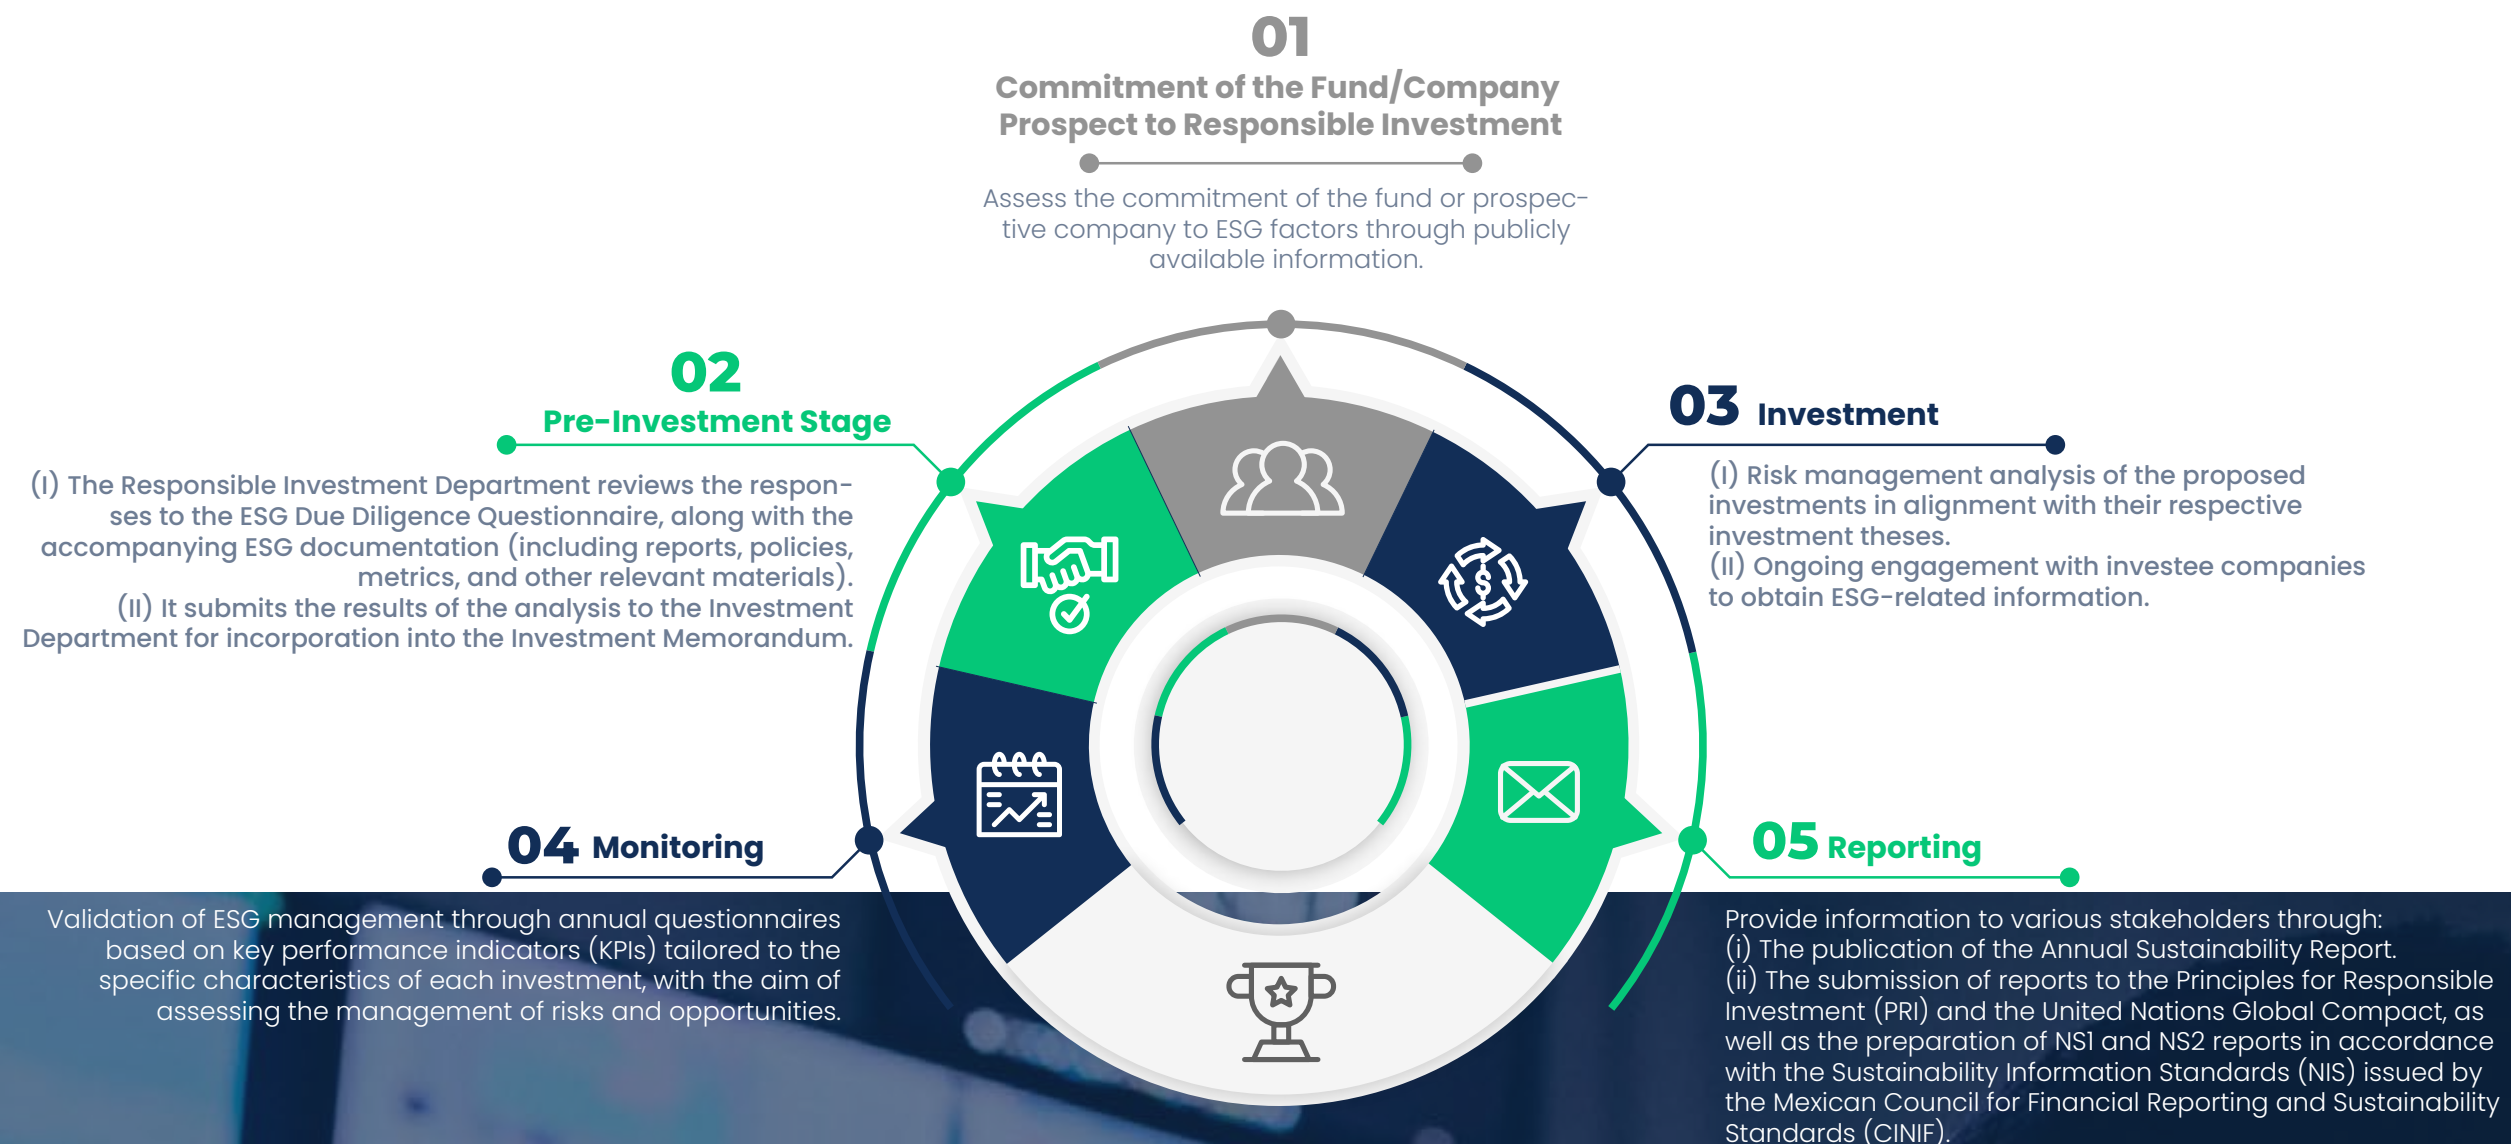 01
Commitment of the Fund/Company
Prospect to Responsible Investment
Assess the commitment of the fund or prospec-
tive company to ESG factors through publicly
available information.
02
Pre-Investment Stage
(I) The Responsible Investment Department reviews the respon-
ses to the ESG Due Diligence Questionnaire, along with the
accompanying ESG documentation (including reports, policies,
metrics, and other relevant materials).
(II) It submits the results of the analysis to the Investment
Department for incorporation into the Investment Memorandum.
03 Investment
(I) Risk management analysis of the proposed
investments in alignment with their respective
investment theses.
(II) Ongoing engagement with investee companies
to obtain ESG-related information.
$
04 Monitoring
Validation of ESG management through annual questionnaires
based on key performance indicators (KPIs) tailored to the
specific characteristics of each investment, with the aim of
assessing the management of risks and opportunities.
05 Reporting
Provide information to various stakeholders through:
(i) The publication of the Annual Sustainability Report.
(ii) The submission of reports to the Principles for Responsible
Investment (PRI) and the United Nations Global Compact, as
well as the preparation of NS1 and NS2 reports in accordance
with the Sustainability Information Standards (NIS) issued by
the Mexican Council for Financial Reporting and Sustainability
Standards (CINIF).